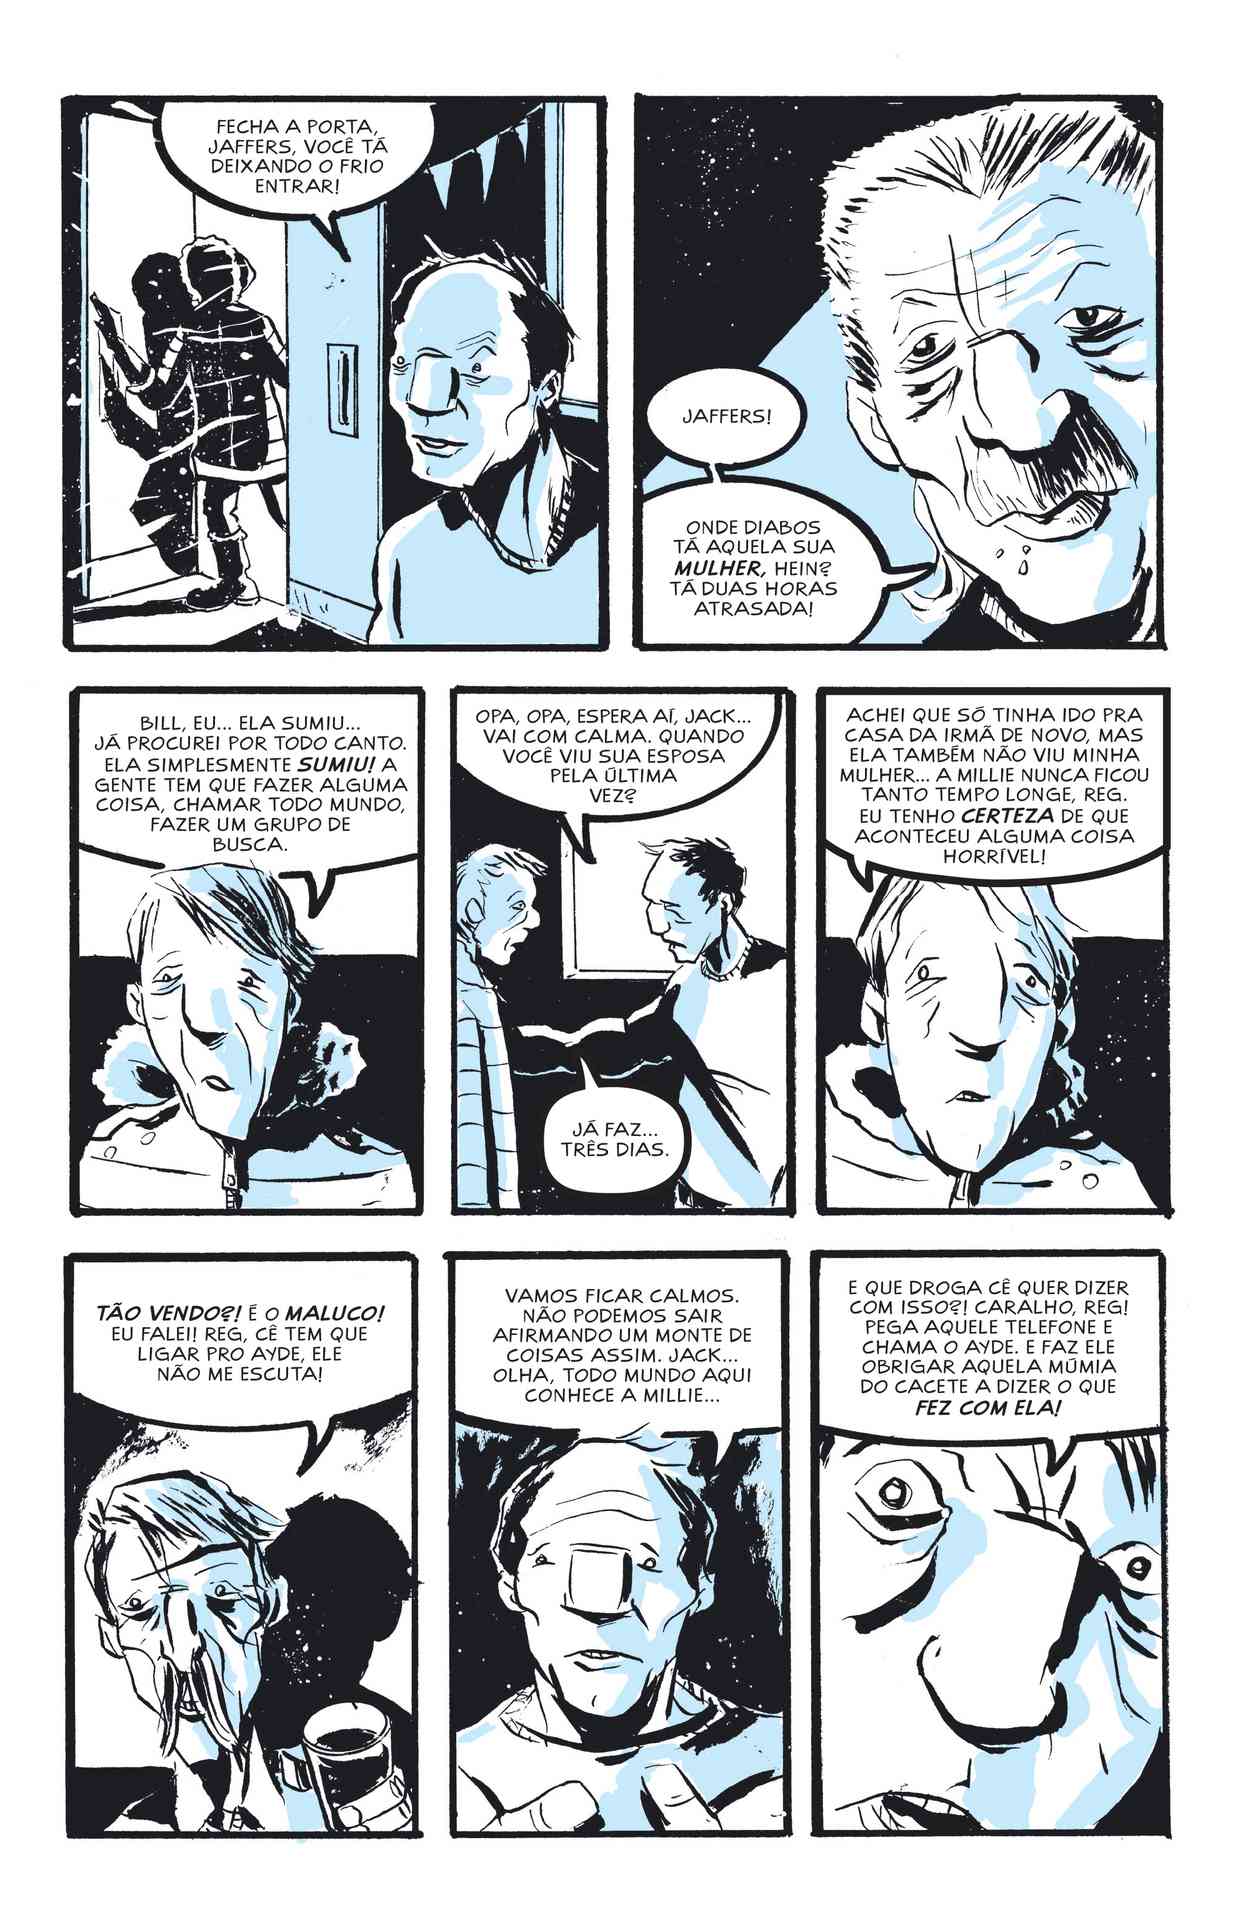 FECHA A PORTA,
JAFFERS, VOCÊ TÁ
DEIXANDO O FRIO
ENTRAR!
JAFFERS!
ONDE DIABOS
TÁ AQUELA SUA
MULHER, HEIN?
TÁ DUAS HORAS
ATRASADA!
BILL, EU... ELA SUMIU...
JÁ PROCUREI POR TODO CANTO.
ELA SIMPLESMENTE SUMIU! A
GENTE TEM QUE FAZER ALGUMA
COISA, CHAMAR TODO MUNDO,
FAZER UM GRUPO DE
BUSCA.
OPA, OPA, ESPERA AÍ, JACK...
VAI COM CALMA. QUANDO
VOCÊ VIU SUA ESPOSA
PELA ÚLTIMA
VEZ?
JÁ FAZ...
TRÊS DIAS.
ACHEI QUE SÓ TINHA IDO PRA
CASA DA IRMÃ DE NOVO, MAS
ELA TAMBÉM NÃO VIU MINHA
MULHER... A MILLIE NUNCA FICOU
TANTO TEMPO LONGE, REG.
EU TENHO CERTEZA DE QUE
ACONTECEU ALGUMA COISA
HORRÍVEL!
TÃO VENDO?! É O MALUCO!
EU FALEI! REG, CÊ TEM QUE
LIGAR PRO AYDE, ELE
NÃO ME ESCUTA!
VAMOS FICAR CALMOS.
NÃO PODEMOS SAIR
AFIRMANDO UM MONTE DE
COISAS ASSIM. JACK...
OLHA, TODO MUNDO AQUI
CONHECE A MILLIE...
E QUE DROGA CÊ QUER DIZER
COM ISSO?! CARALHO, REG!
PEGA AQUELE TELEFONE E
CHAMA O AYDE. E FAZ ELE
OBRIGAR AQUELA MÚMIA
DO CACETE A DIZER O QUE
FEZ COM ELA!